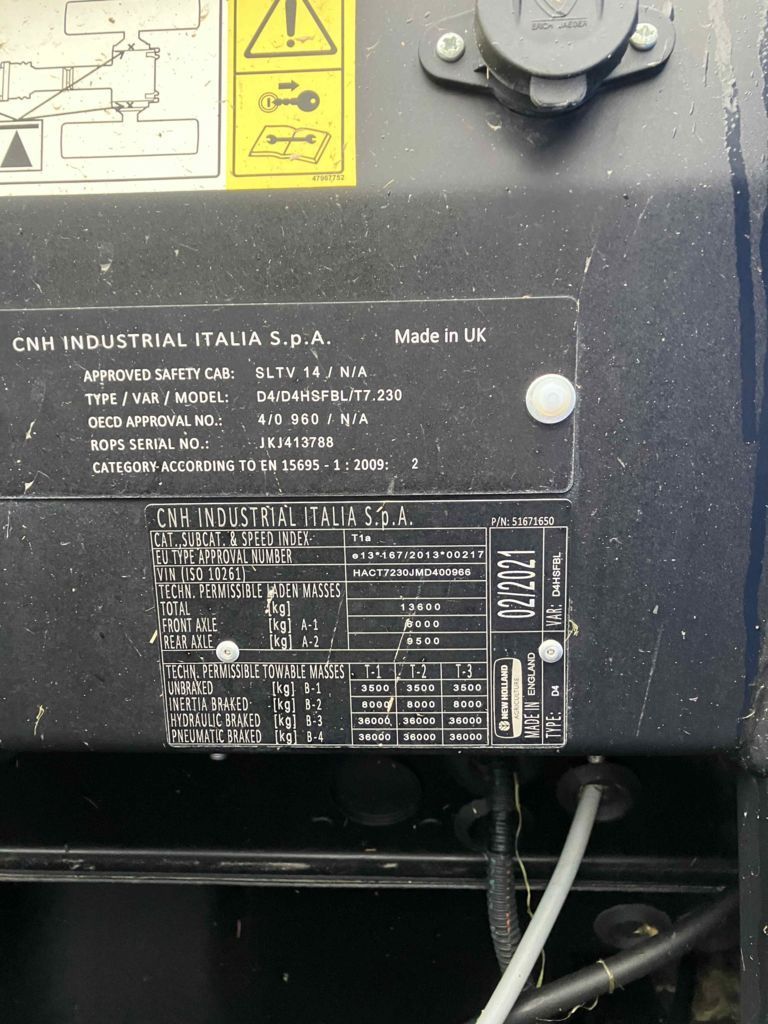 ERICH JAEGER
47967752
CNH INDUSTRIAL ITALIA S.p.A. Made in UK
APPROVED SAFETY CAB: SLTV 14 / N/A
TYPE / VAR / MODEL: D4/D4HSFBL/T7.230
OECD APPROVAL NO.: 4/0 960 / N/A
ROPS SERIAL NO.: JKJ413788
CATEGORY ACCORDING TO EN 15695 - 1 : 2009: 2
CNH INDUSTRIAL ITALIA S.p.A. P/N: 51671650
CAT.,SUBCAT. & SPEED INDEX T1a
EU TYPE APPROVAL NUMBER e13*167/2013*00217
VIN (ISO 10261) HACT7230JMD400966
TECHN. PERMISSIBLE LADEN MASSES
TOTAL [kg] 13600
FRONT AXLE [kg] A-1 6000
REAR AXLE [kg] A-2 9500
TECHN. PERMISSIBLE TOWABLE MASSES T-1 T-2 T-3
UNBRAKED [kg] B-1 3500 3500 3500
INERTIA BRAKED [kg] B-2 8000 8000 8000
HYDRAULIC BRAKED [kg] B-3 36000 36000 36000
PNEUMATIC BRAKED [kg] B-4 36000 36000 36000
02/2021
VAR: D4HSFBL
NEW HOLLAND
AGRICULTURE
MADE IN ENGLAND
TYPE: D4